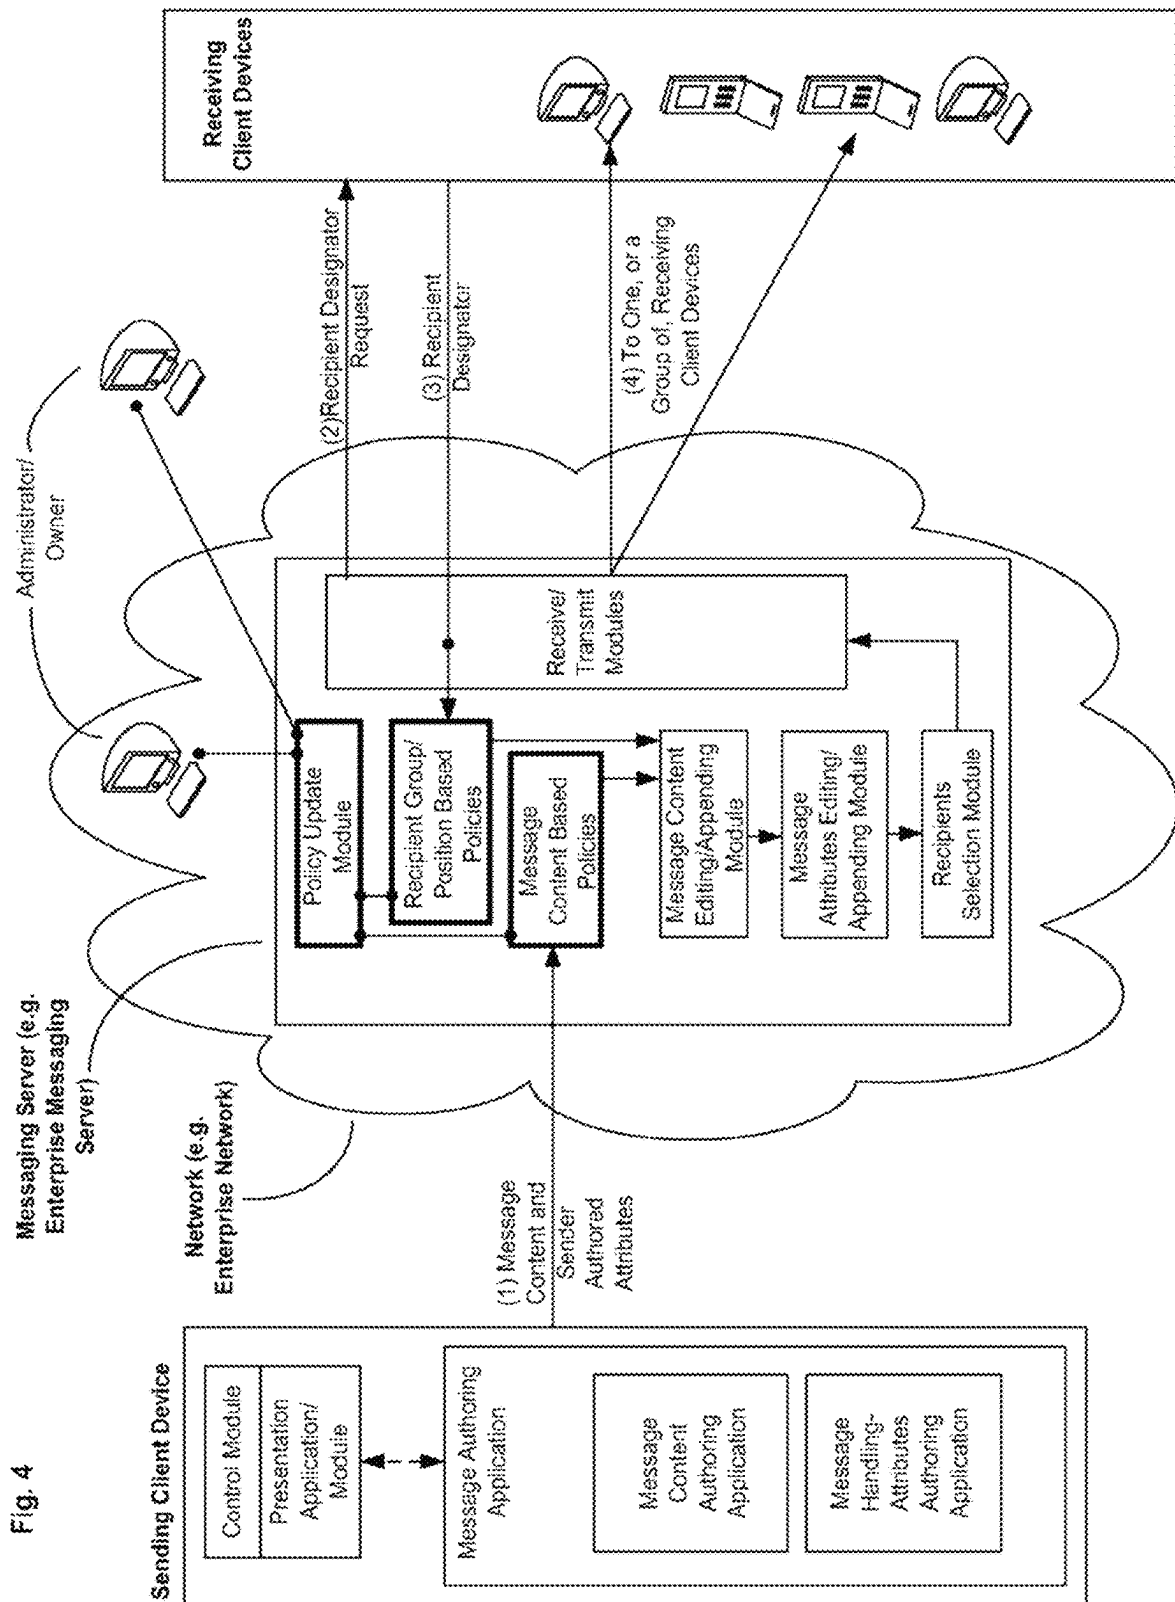 Fig. 4
Sending Client Device
Control Module
Presentation
Application/
Module
Message Authoring
Application
Message
Content
Authoring
Application
Message
Handling-
Attributes
Authoring
Application
(1) Message
Content and
Sender
Authored
Attributes
Network (e.g.
Enterprise Network)
Messaging Server (e.g.
Enterprise Messaging
Server)
Administrator/
Owner
Policy Update
Module
Recipient Group/
Position Based
Policies
Message
Content Based
Policies
Message Content
Editing/Appending
Module
Message
Attributes Editing/
Appending Module
Recipients
Selection Module
Receive/
Transmit
Modules
(2)Recipient Designator
Request
(3) Recipient
Designator
(4) To One, or a
Group of, Receiving
Client Devices
Receiving
Client Devices